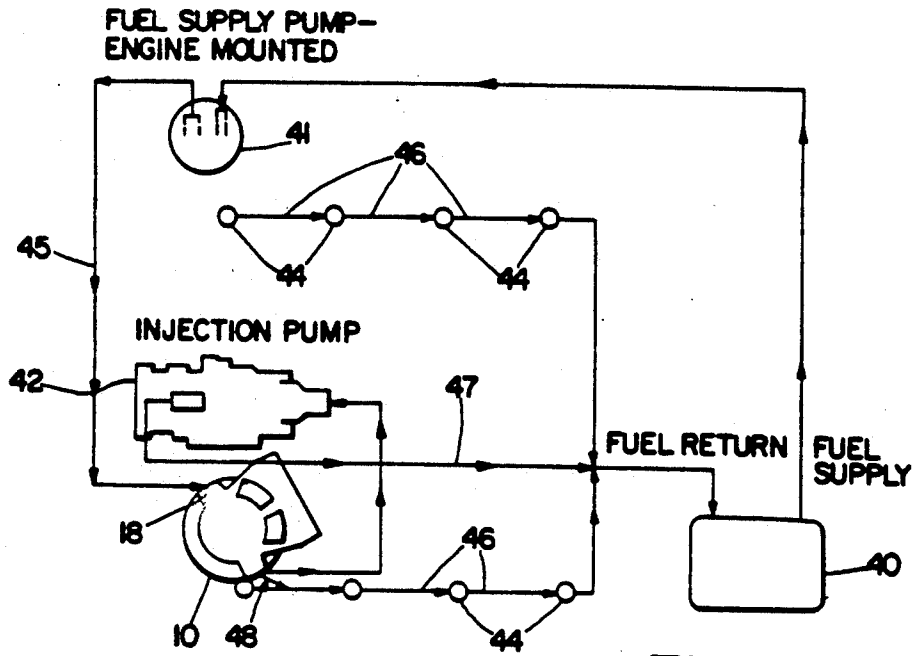 FUEL SUPPLY PUMP-
ENGINE MOUNTED
41
46
45
44
44
INJECTION PUMP
42
47
FUEL RETURN
FUEL
SUPPLY
18
46
40
10
48
44